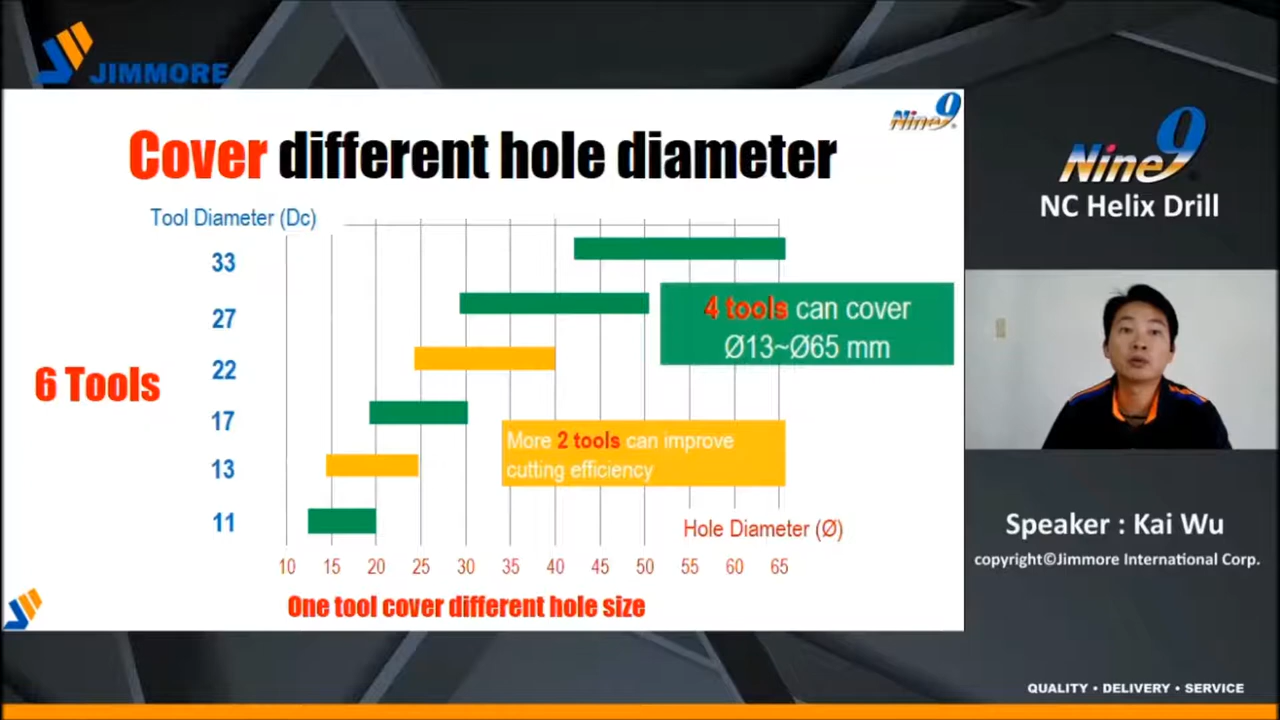 JIMMORE
Nine9
Cover different hole diameter
Tool Diameter (Dc)
33
27
22
17
13
11
6 Tools
4 tools can cover
Ø13~Ø65 mm
More 2 tools can improve
cutting efficiency
Hole Diameter (Ø)
10 15 20 25 30 35 40 45 50 55 60 65
One tool cover different hole size
Nine9
NC Helix Drill
Speaker : Kai Wu
copyright©Jimmore International Corp.
QUALITY • DELIVERY • SERVICE